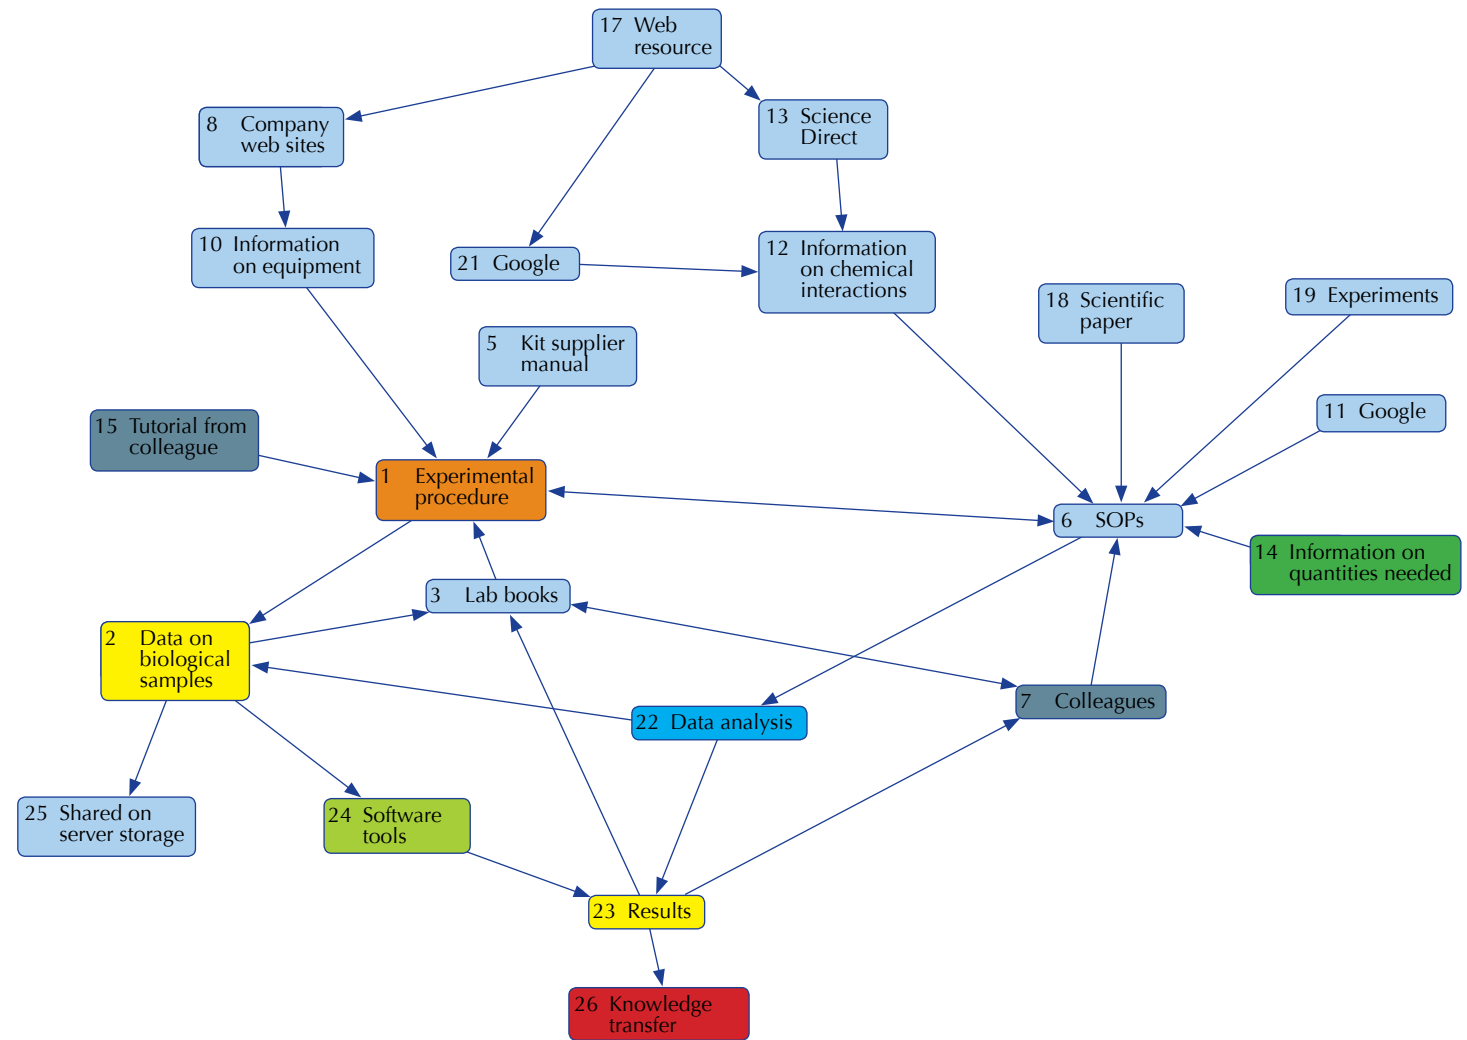 17 Web
resource
8 Company
web sites
13 Science
Direct
10 Information
on equipment
21 Google
12 Information
on chemical
interactions
18 Scientific
paper
19 Experiments
5 Kit supplier
manual
11 Google
15 Tutorial from
colleague
1 Experimental
procedure
6 SOPs
14 Information on
quantities needed
3 Lab books
2 Data on
biological
samples
7 Colleagues
22 Data analysis
25 Shared on
server storage
24 Software
tools
23 Results
26 Knowledge
transfer